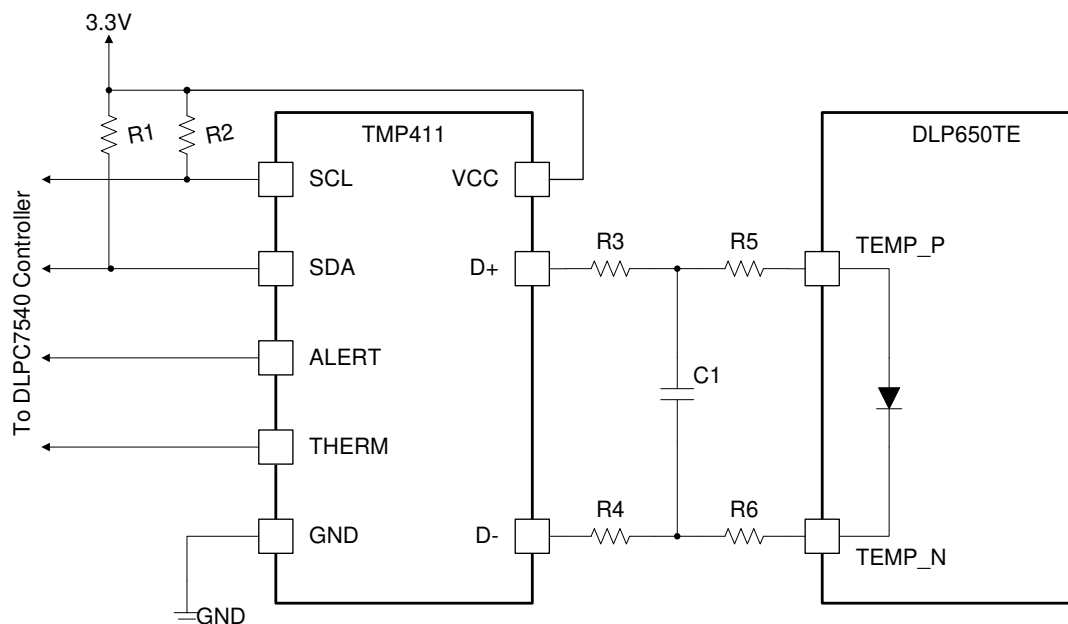 3.3V
R1
R2
TMP411
DLP650TE
SCL
VCC
SDA
D+
R3
R5
TEMP_P
ALERT
C1
THERM
GND
D-
R4
R6
TEMP_N
GND
To DLPC7540 Controller